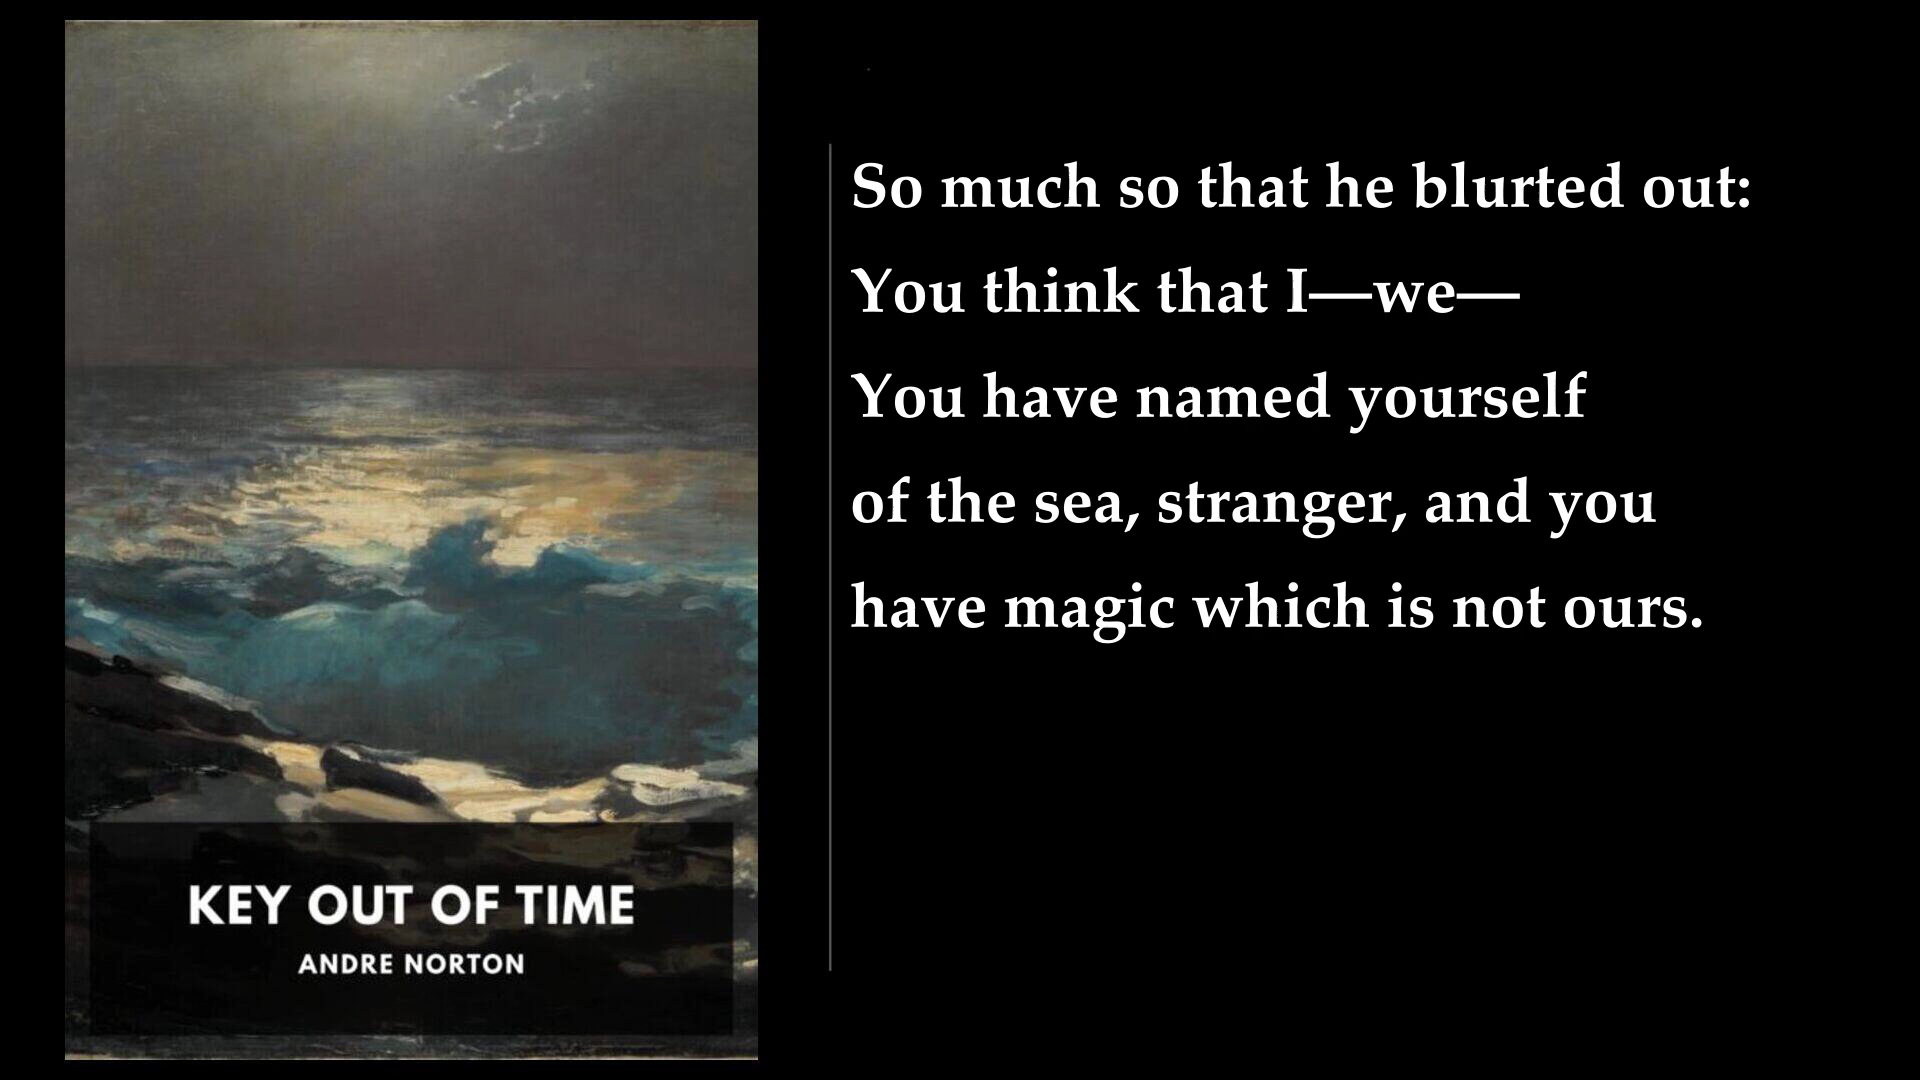 KEY OUT OF TIME
ANDRE NORTON
So much so that he blurted out:
You think that I—we—
You have named yourself
of the sea, stranger, and you
have magic which is not ours.